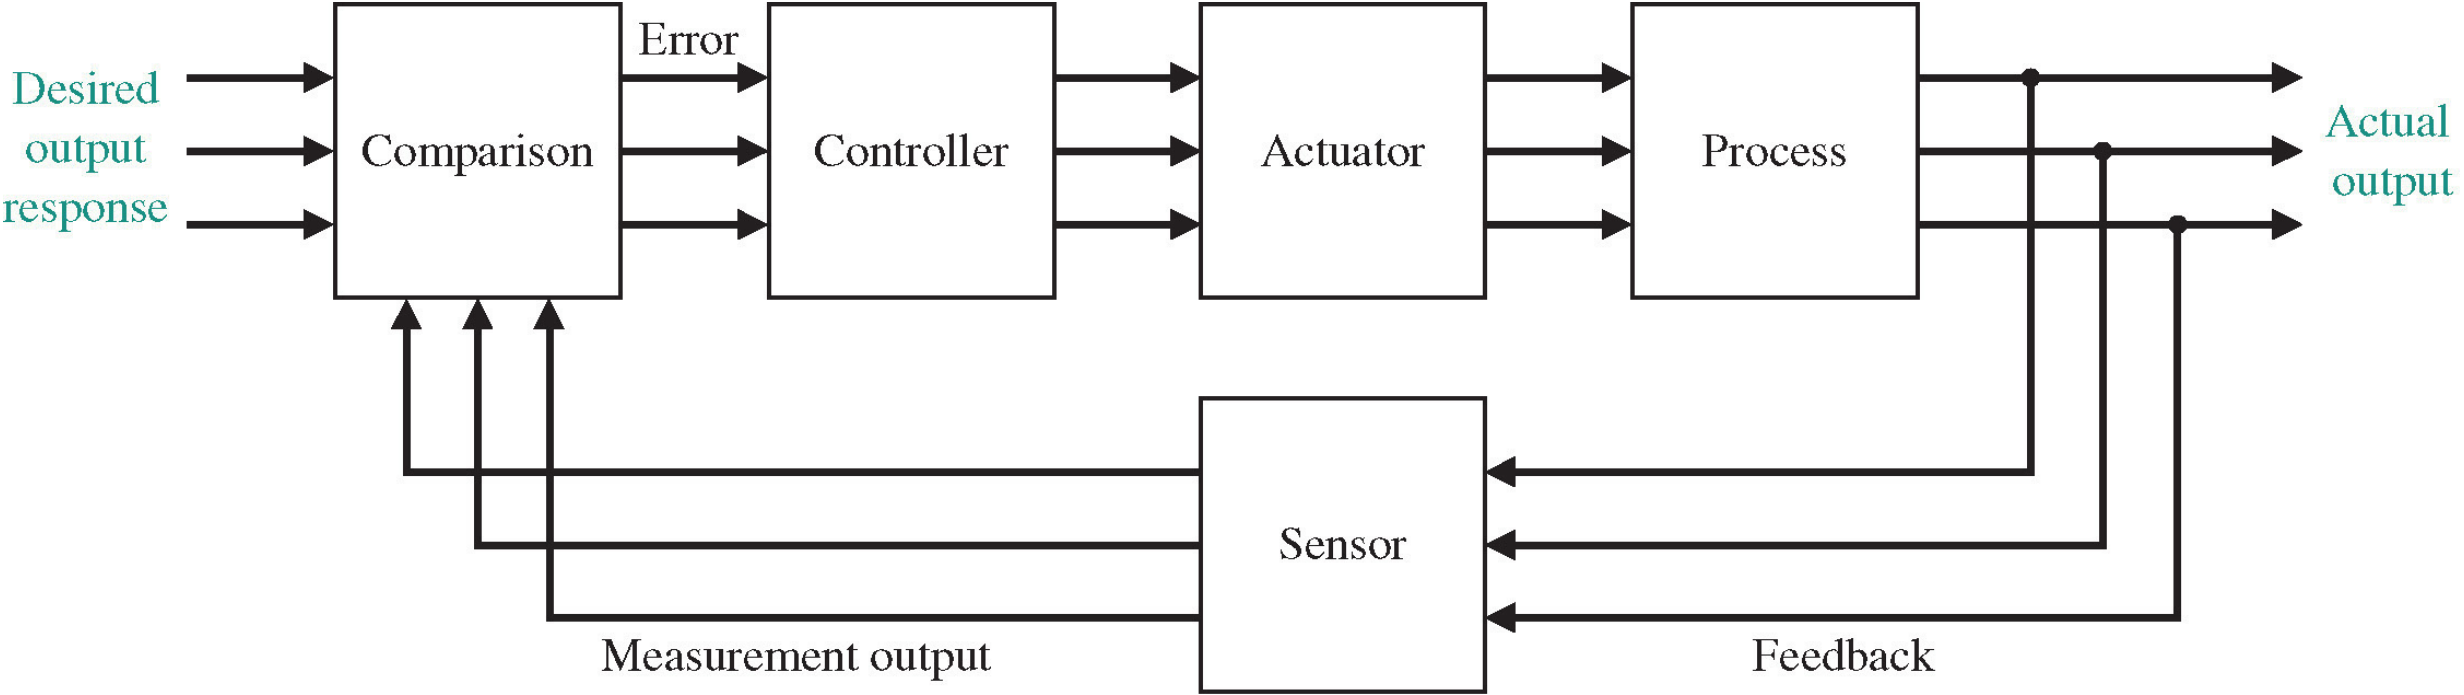 Desired
output
response
Comparison
Error
Controller
Actuator
Process
Actual
output
Sensor
Measurement output
Feedback